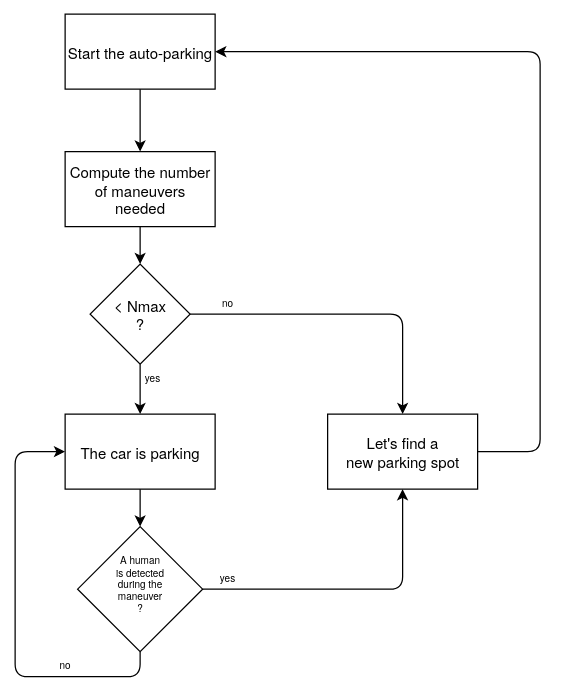 Start the auto-parking
Compute the number
of maneuvers
needed
< Nmax
?
no
yes
The car is parking
Let's find a
new parking spot
A human
is detected
during the
maneuver
?
yes
no